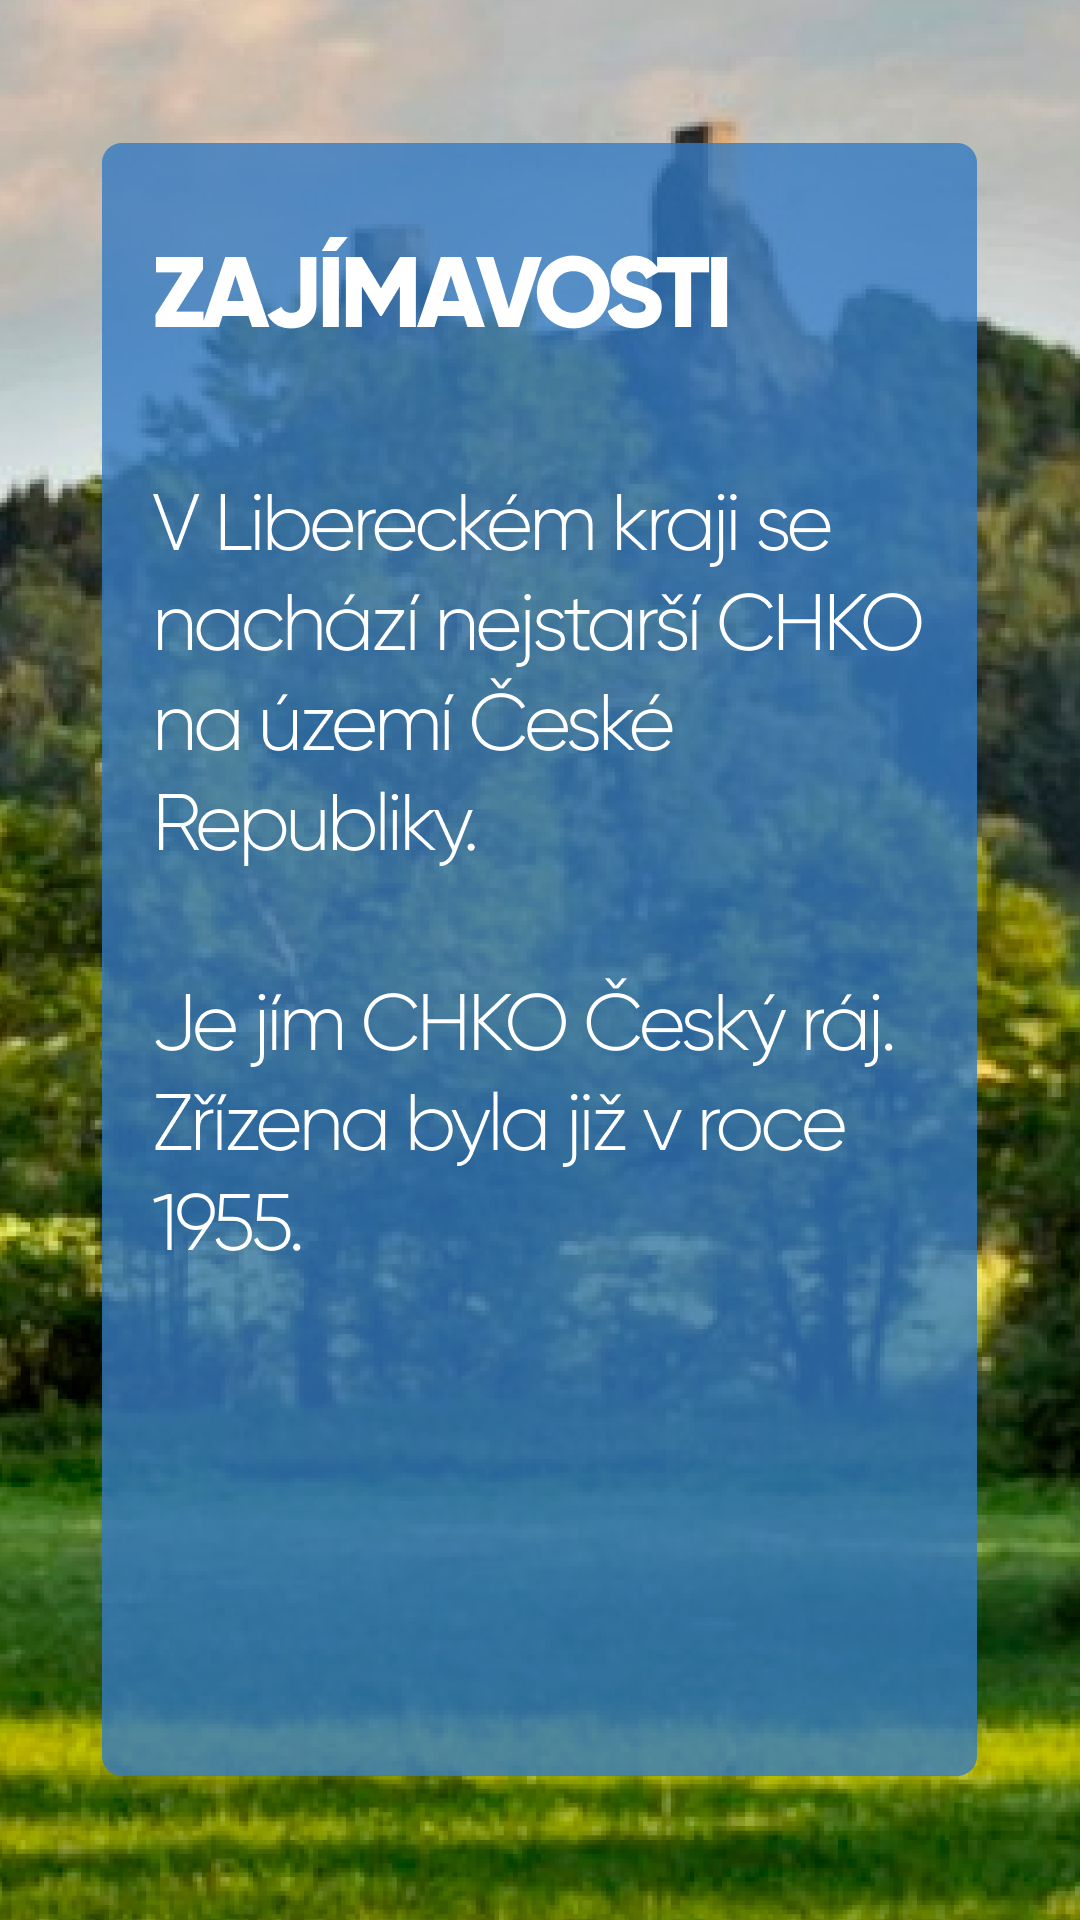 ZAJÍMAVOSTI
V Libereckém kraji se
nachází nejstarší CHKO
na území České
Republiky.
Je jím CHKO Český ráj.
Zřízena byla již v roce
1955.